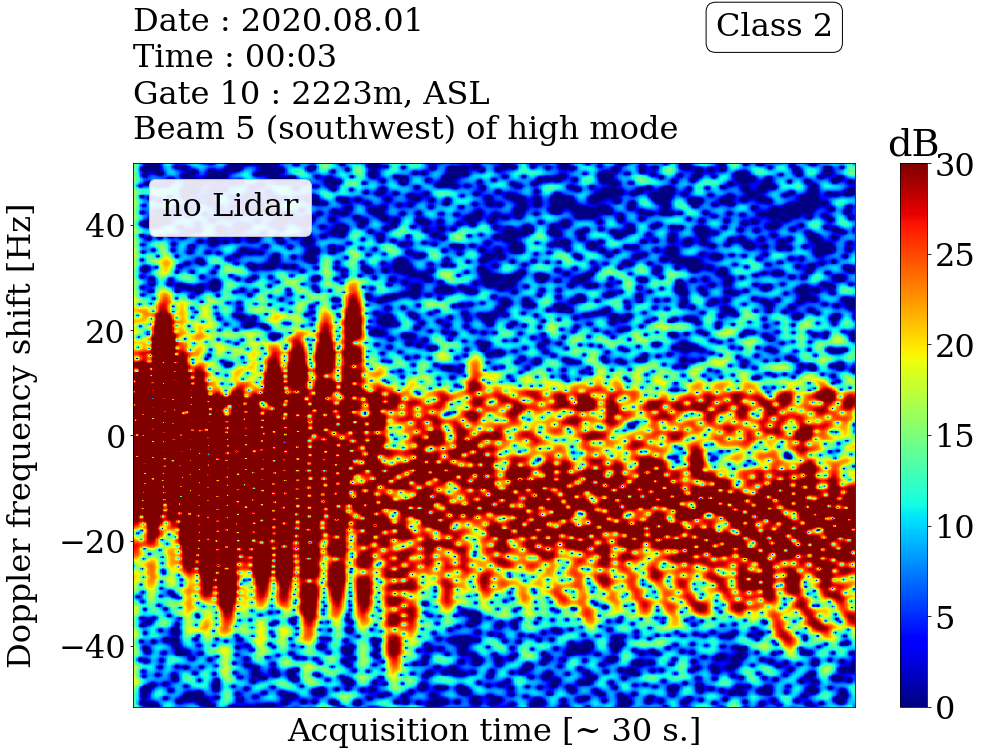 Date : 2020.08.01
Time : 00:03
Gate 10 : 2223m, ASL
Beam 5 (southwest) of high mode
Class 2
dB
no Lidar
Doppler frequency shift [Hz]
40
20
0
−20
−40
30
25
20
15
10
5
0
Acquisition time [~ 30 s.]